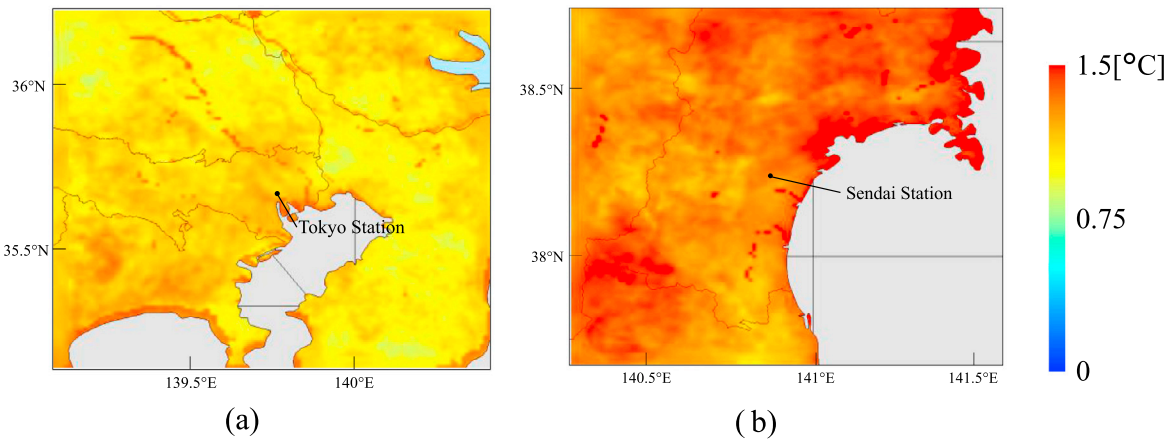 36°N
35.5°N
139.5°E
140°E
Tokyo Station
(a)
38.5°N
38°N
140.5°E
141°E
141.5°E
Sendai Station
( b )
1.5[°C]
0.75
0